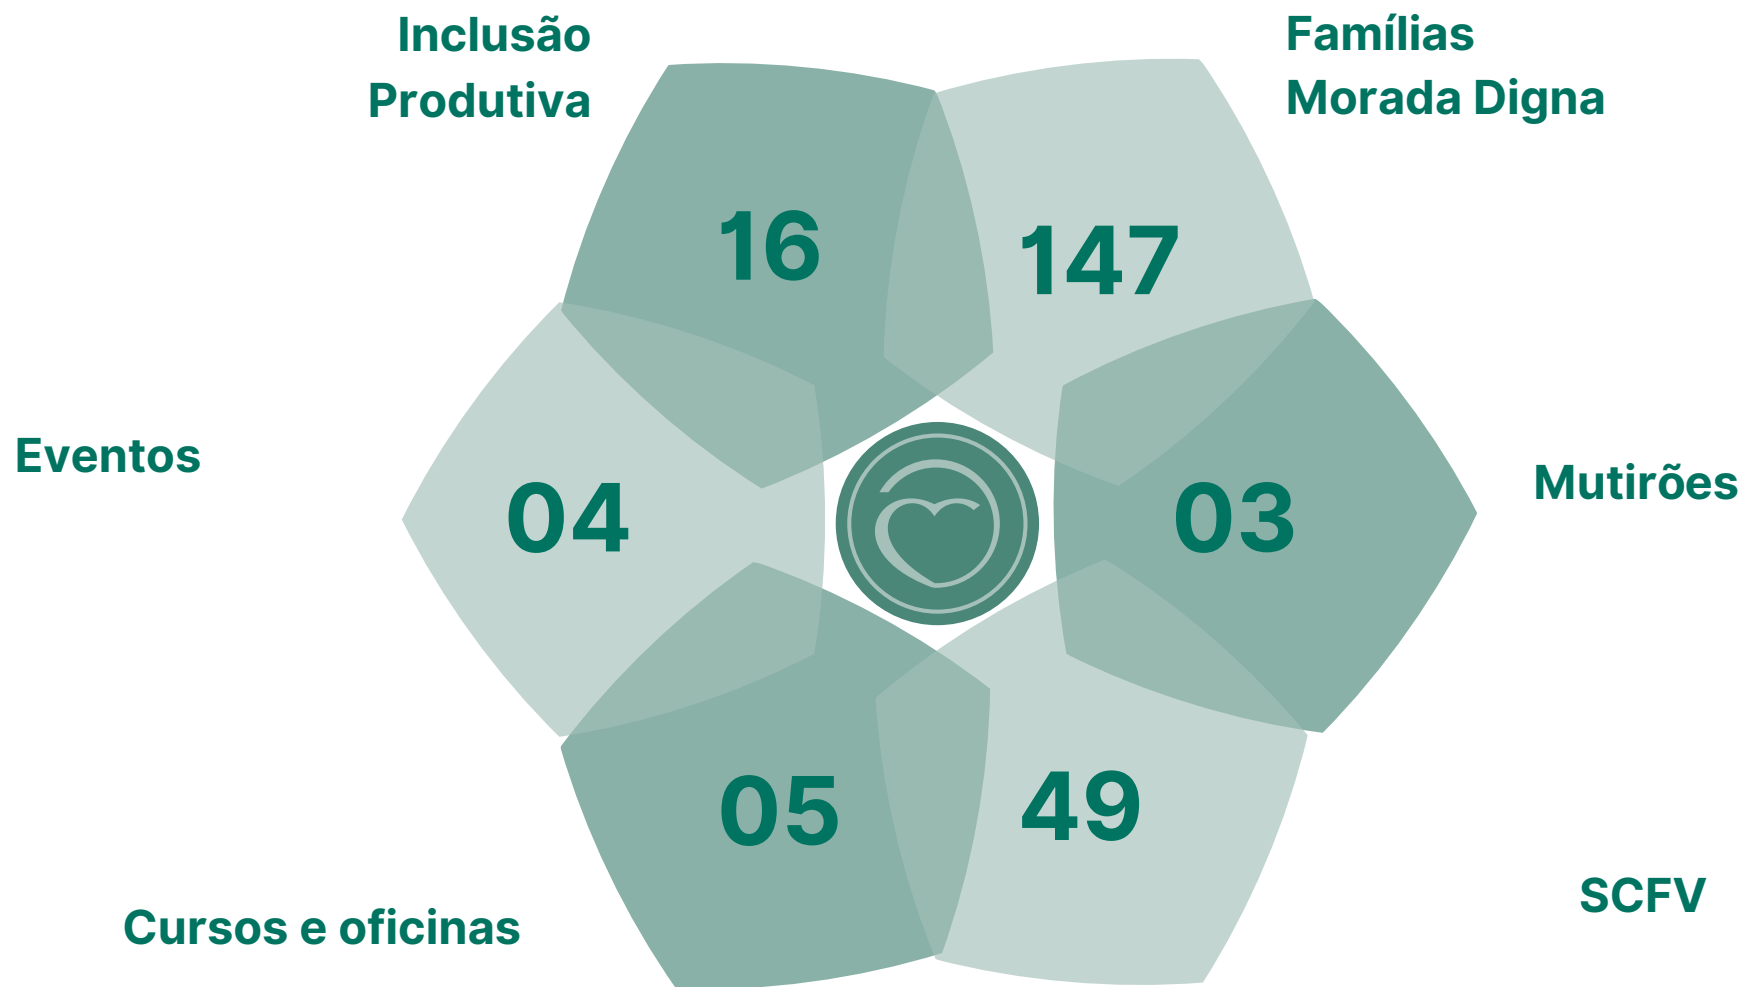 Inclusão
Produtiva
Famílias
Morada Digna
16
147
Eventos
04
03
Mutirões
05
49
Cursos e oficinas
SCFV